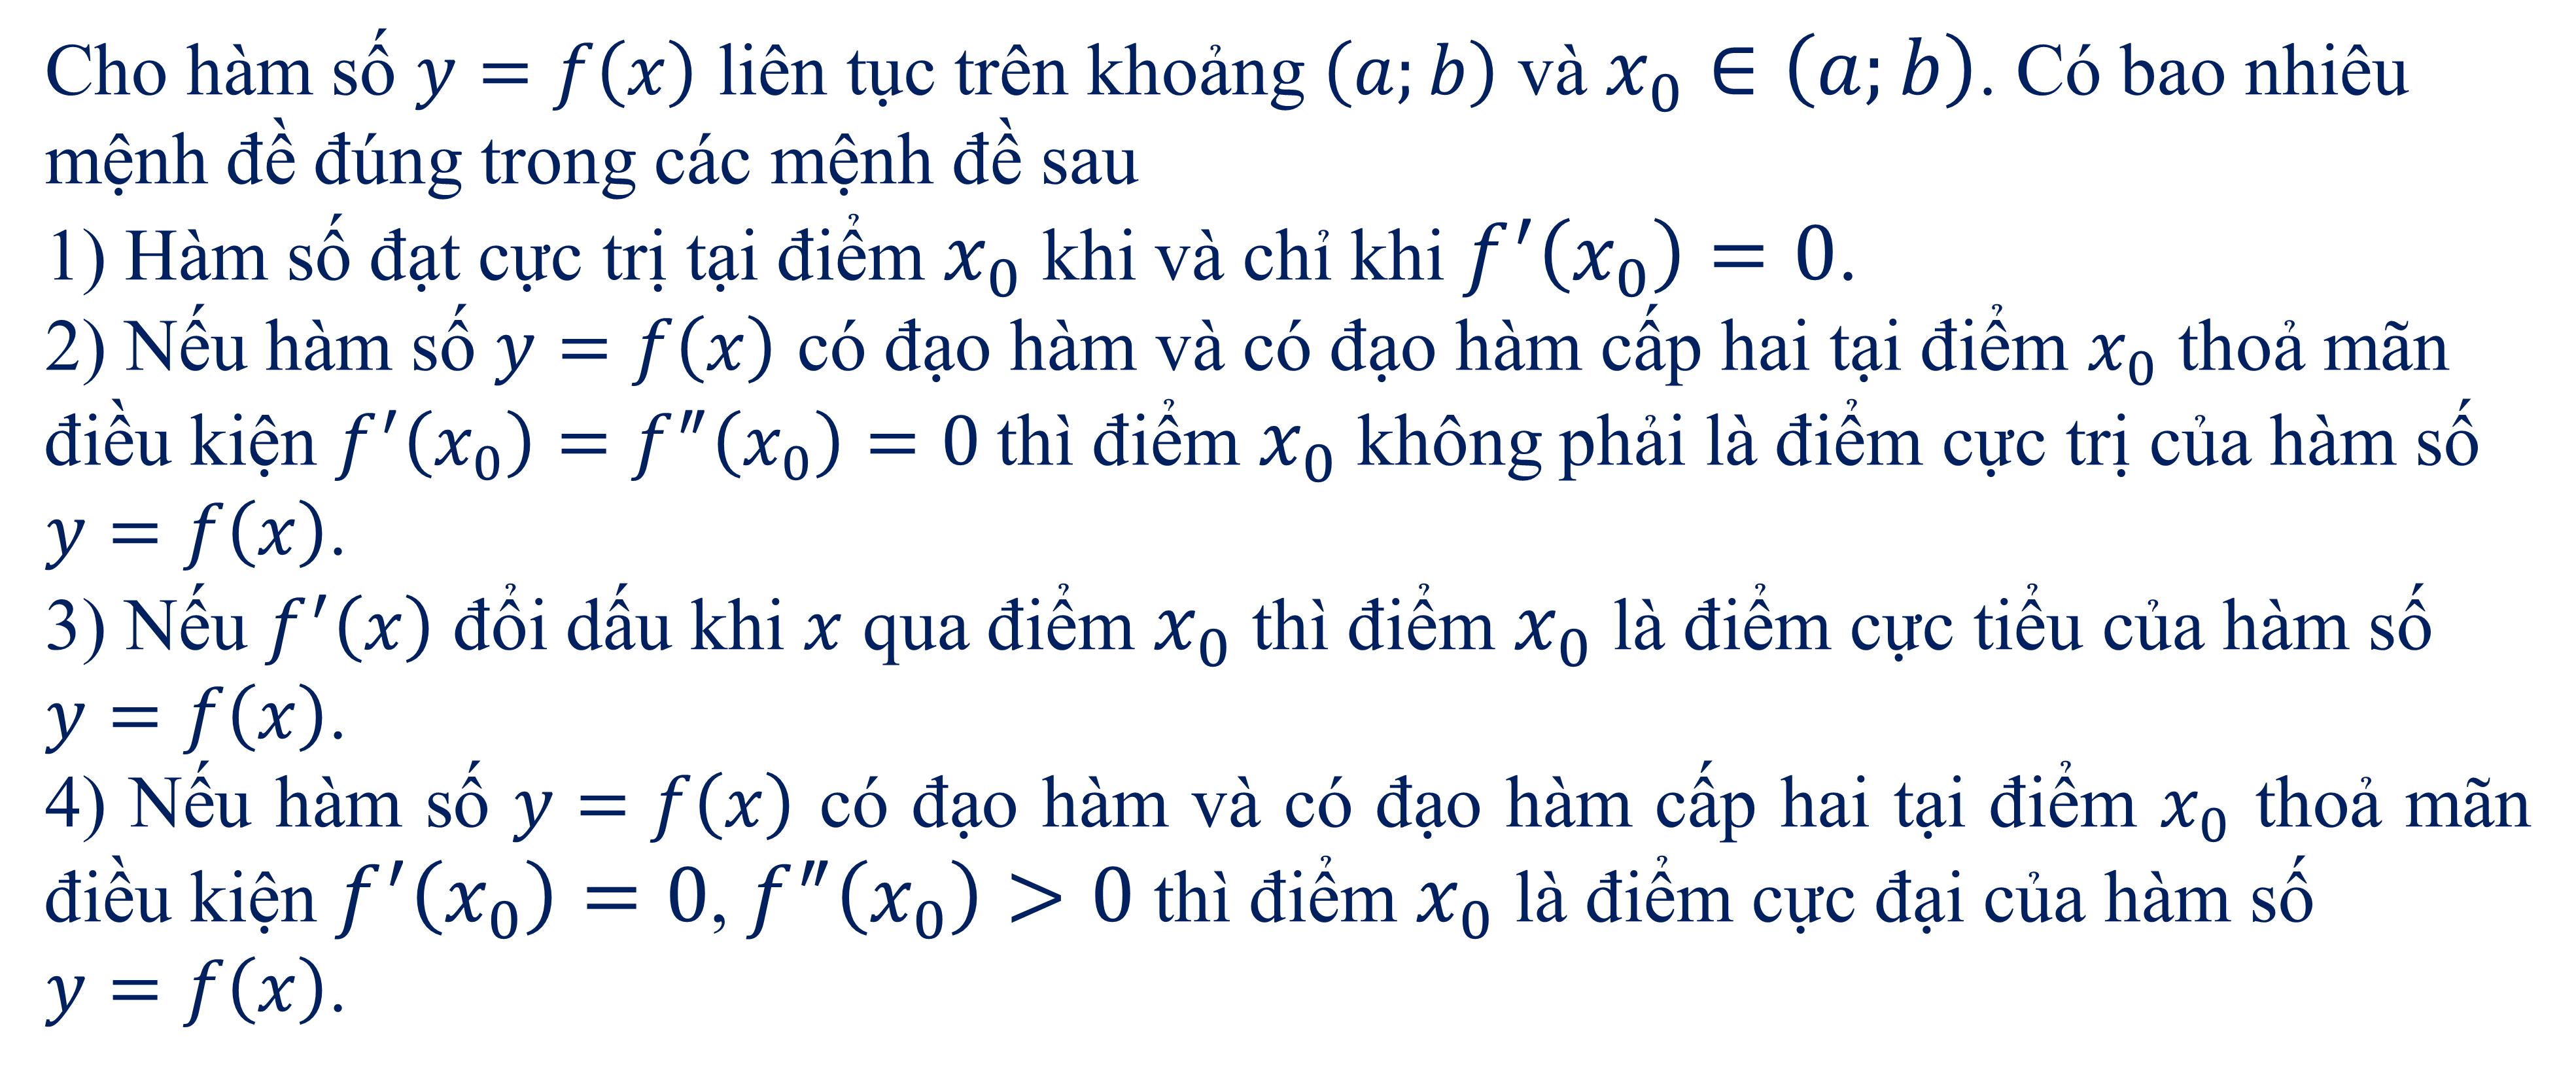 Cho hàm số y = f(x) liên tục trên khoảng (a; b) và x₀ ∈ (a; b). Có bao nhiêu
mệnh đề đúng trong các mệnh đề sau
1) Hàm số đạt cực trị tại điểm x₀ khi và chỉ khi f′(x₀) = 0.
2) Nếu hàm số y = f(x) có đạo hàm và có đạo hàm cấp hai tại điểm x₀ thoả mãn
điều kiện f′(x₀) = f″(x₀) = 0 thì điểm x₀ không phải là điểm cực trị của hàm số
y = f(x).
3) Nếu f′(x) đổi dấu khi x qua điểm x₀ thì điểm x₀ là điểm cực tiểu của hàm số
y = f(x).
4) Nếu hàm số y = f(x) có đạo hàm và có đạo hàm cấp hai tại điểm x₀ thoả mãn
điều kiện f′(x₀) = 0, f″(x₀) > 0 thì điểm x₀ là điểm cực đại của hàm số
y = f(x).